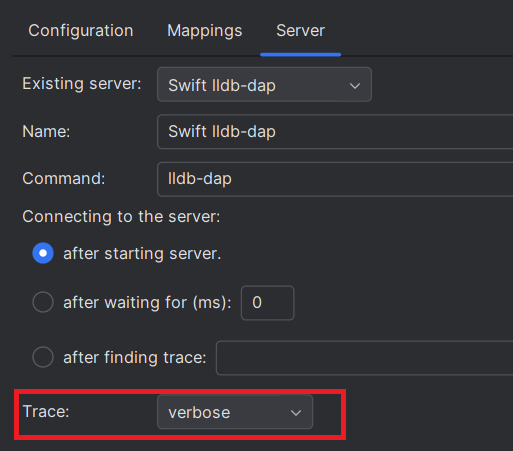 Configuration Mappings Server
Existing server: Swift lldb-dap
Name: Swift lldb-dap
Command: lldb-dap
Connecting to the server:
after starting server.
after waiting for (ms): 0
after finding trace:
Trace: verbose